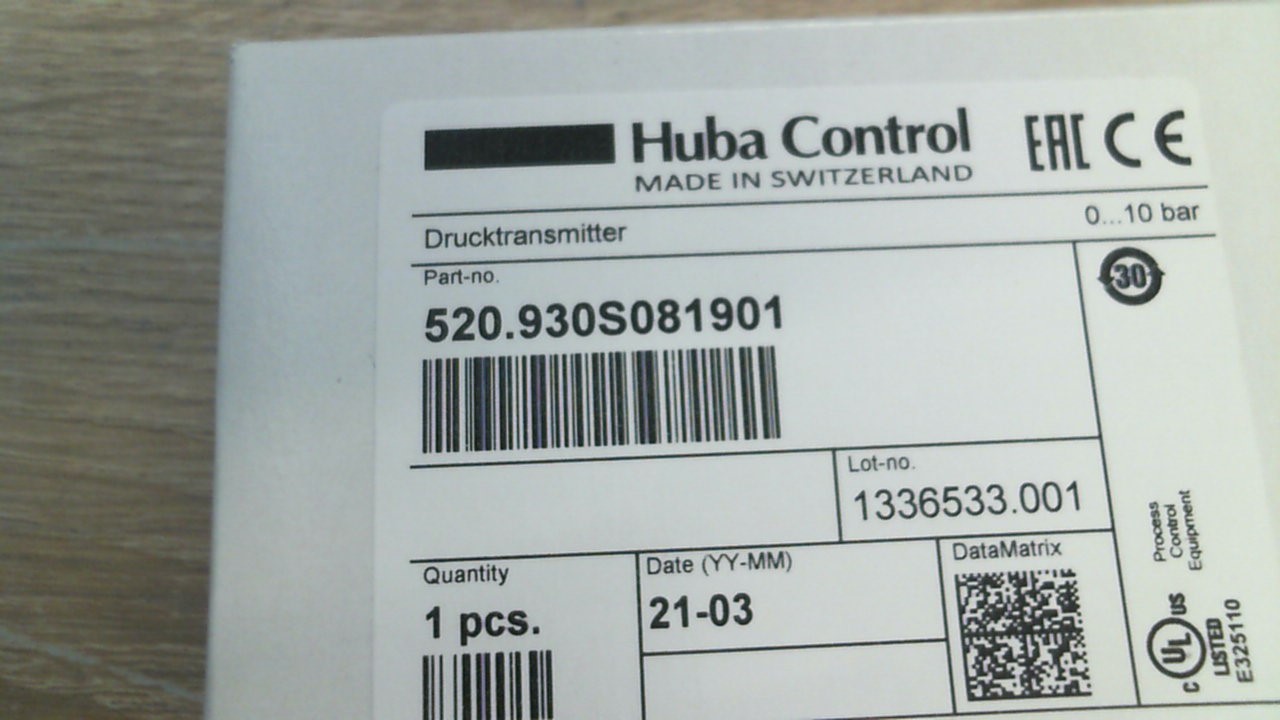 Huba Control
MADE IN SWITZERLAND
EAC CE
Drucktransmitter
0...10 bar
Part-no.
520.930S081901
30
Lot-no.
1336533.001
Quantity
1 pcs.
Date (YY-MM)
21-03
DataMatrix
Process
Control
Equipment
C UL US
LISTED
E325110